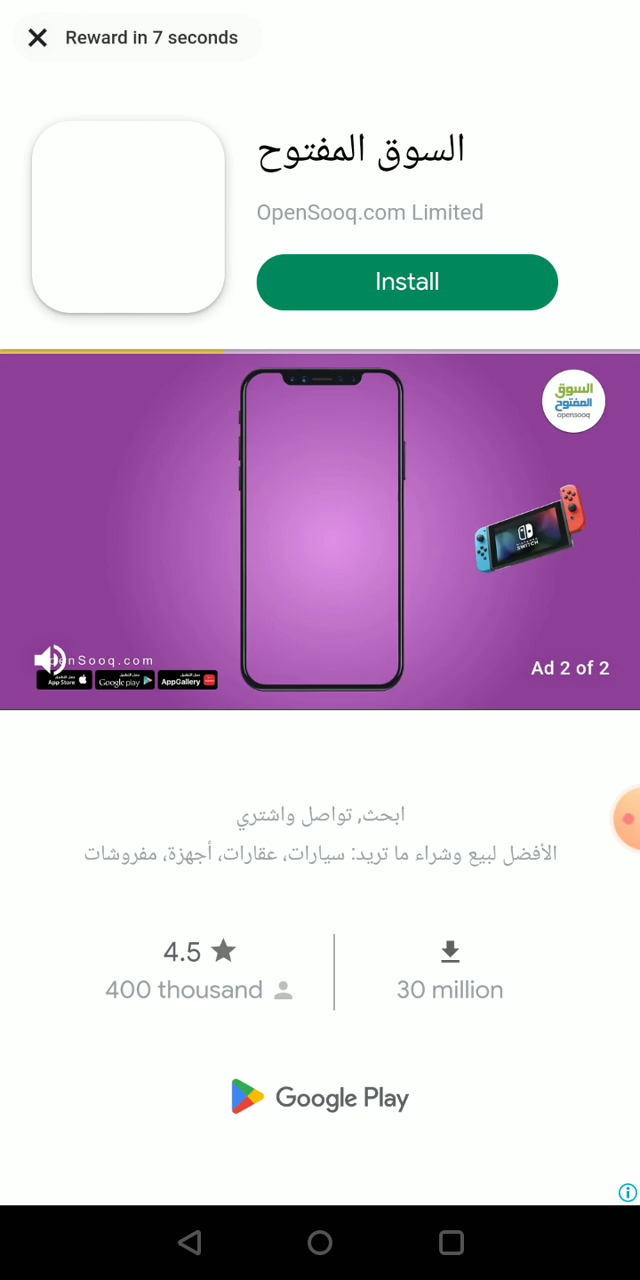 Reward in 7 seconds
السوق المفتوح
OpenSooq.com Limited
Install
السوق
المفتوح
opensooq
SWITCH
enSooq.com
App Store
Google play
AppGallery
Ad 2 of 2
ابحث, تواصل واشتري
الأفضل لبيع وشراء ما تريد: سيارات، عقارات، أجهزة، مفروشات
4.5
400 thousand
30 million
Google Play